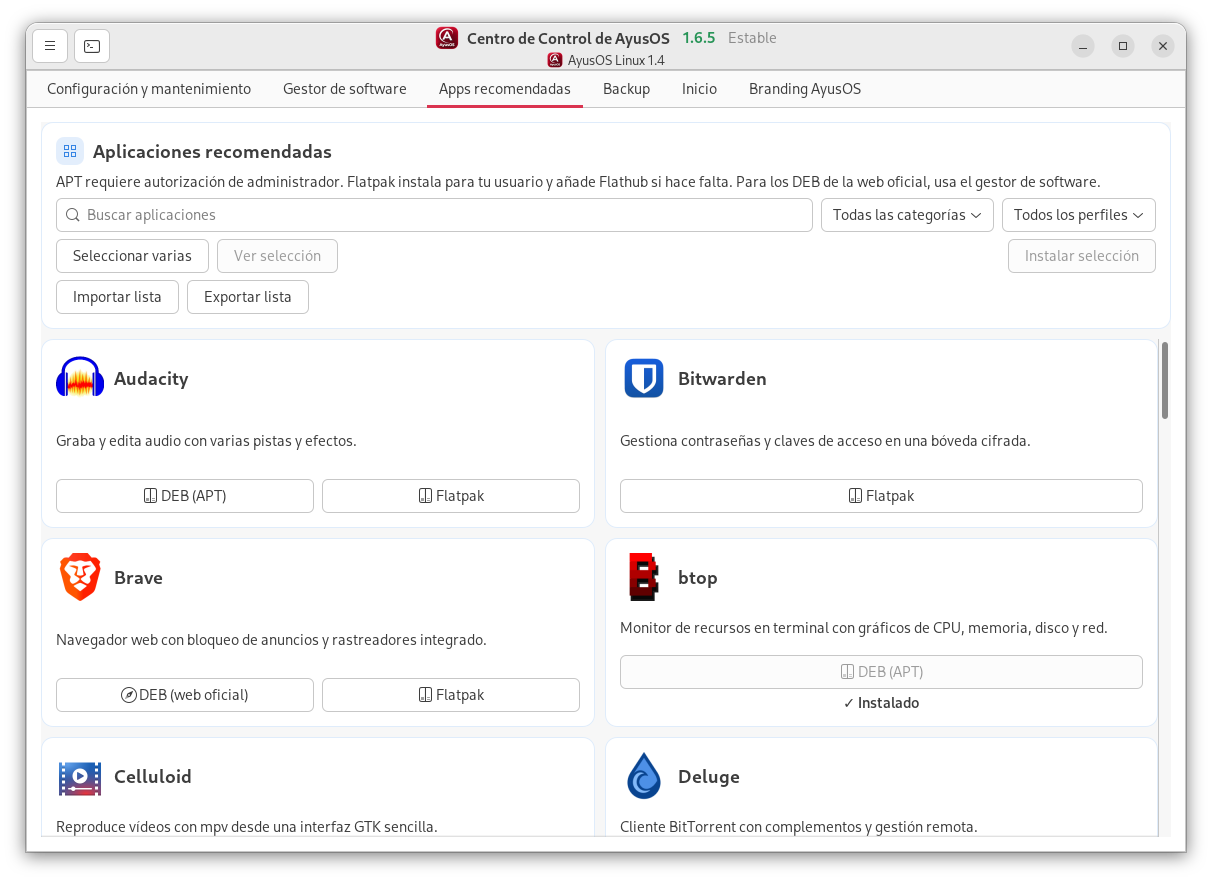 Centro de Control de AyusOS 1.6.5 Estable
AyusOS Linux 1.4
Configuración y mantenimiento Gestor de software Apps recomendadas Backup Inicio Branding AyusOS
Aplicaciones recomendadas
APT requiere autorización de administrador. Flatpak instala para tu usuario y añade Flathub si hace falta. Para los DEB de la web oficial, usa el gestor de software.
Buscar aplicaciones Todas las categorías Todos los perfiles
Seleccionar varias Ver selección Instalar selección
Importar lista Exportar lista
Audacity
Graba y edita audio con varias pistas y efectos.
DEB (APT) Flatpak
Bitwarden
Gestiona contraseñas y claves de acceso en una bóveda cifrada.
Flatpak
Brave
Navegador web con bloqueo de anuncios y rastreadores integrado.
DEB (web oficial) Flatpak
btop
Monitor de recursos en terminal con gráficos de CPU, memoria, disco y red.
DEB (APT)
✓ Instalado
Celluloid
Reproduce vídeos con mpv desde una interfaz GTK sencilla.
Deluge
Cliente BitTorrent con complementos y gestión remota.